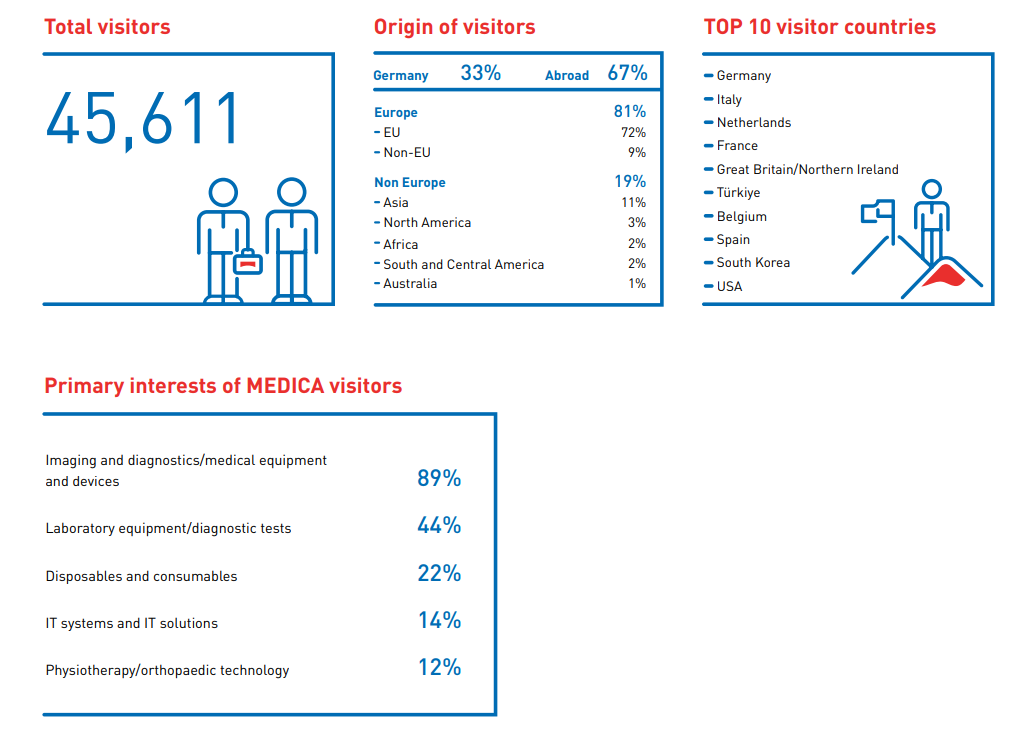 Total visitors
45,611
Origin of visitors
Germany 33% Abroad 67%
Europe 81%
- EU 72%
- Non-EU 9%
Non Europe 19%
- Asia 11%
- North America 3%
- Africa 2%
- South and Central America 2%
- Australia 1%
TOP 10 visitor countries
- Germany
- Italy
- Netherlands
- France
- Great Britain/Northern Ireland
- Türkiye
- Belgium
- Spain
- South Korea
- USA
Primary interests of MEDICA visitors
Imaging and diagnostics/medical equipment
and devices 89%
Laboratory equipment/diagnostic tests 44%
Disposables and consumables 22%
IT systems and IT solutions 14%
Physiotherapy/orthopaedic technology 12%